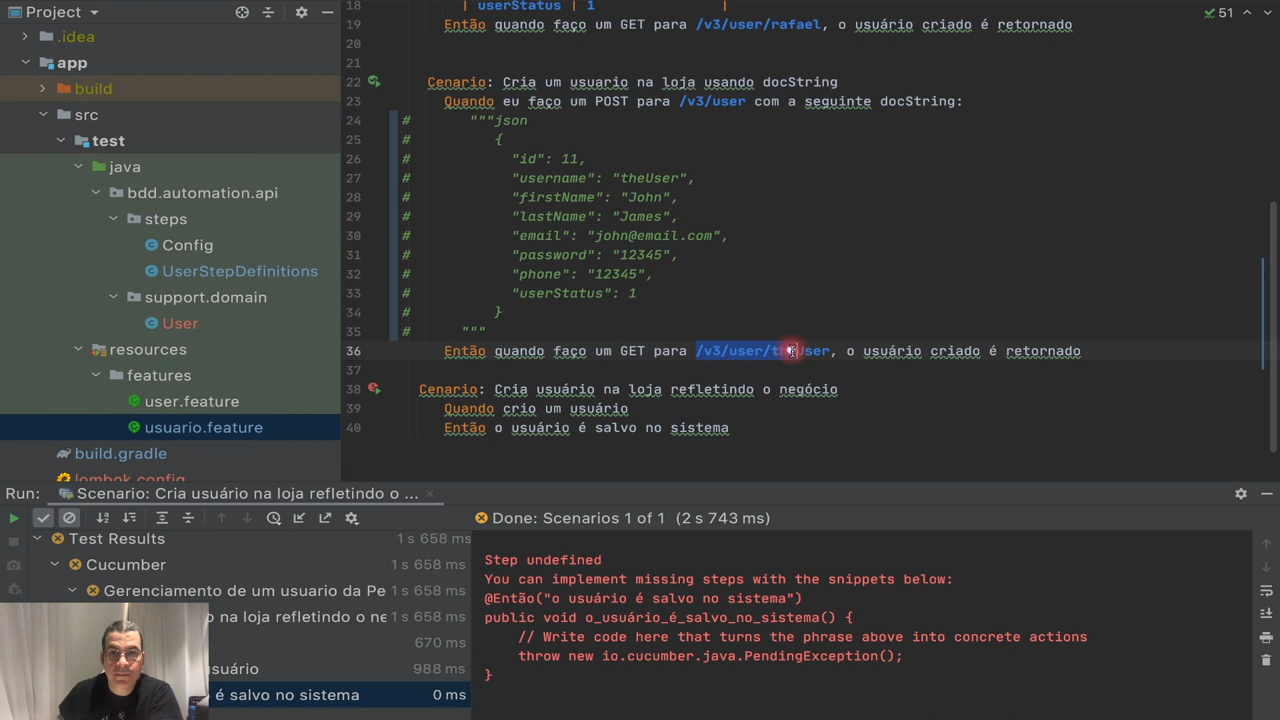 Project
.idea
app
build
src
test
java
bdd.automation.api
steps
Config
UserStepDefinitions
support.domain
User
resources
features
user.feature
usuario.feature
build.gradle
lombok.config
51
18 | userStatus | 1 |
19 Então quando faço um GET para /v3/user/rafael, o usuário criado é retornado
20
21
22 Cenario: Cria um usuario na loja usando docString
23 Quando eu faço um POST para /v3/user com a seguinte docString:
24 # """json
25 # {
26 # "id": 11,
27 # "username": "theUser",
28 # "firstName": "John",
29 # "lastName": "James",
30 # "email": "john@email.com",
31 # "password": "12345",
32 # "phone": "12345",
33 # "userStatus": 1
34 # }
35 # """
36 Então quando faço um GET para /v3/user/theUser, o usuário criado é retornado
37
38 Cenario: Cria usuário na loja refletindo o negócio
39 Quando crio um usuário
40 Então o usuário é salvo no sistema
Run: Scenario: Cria usuário na loja refletindo o ...
Done: Scenarios 1 of 1 (2 s 743 ms)
Test Results 1 s 658 ms
Cucumber 1 s 658 ms
Gerenciamento de um usuario da Pe 1 s 658 ms
o na loja refletindo o ne 1 s 658 ms
670 ms
988 ms
é salvo no sistema 0 ms
Step undefined
You can implement missing steps with the snippets below:
@Então("o usuário é salvo no sistema")
public void o_usuário_é_salvo_no_sistema() {
// Write code here that turns the phrase above into concrete actions
throw new io.cucumber.java.PendingException();
}